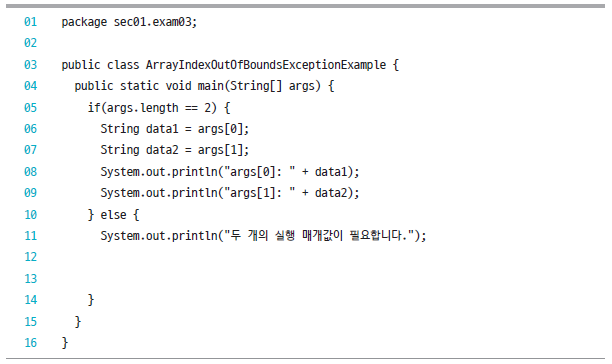 01 package sec01.exam03;
02
03 public class ArrayIndexOutOfBoundsExceptionExample {
04 public static void main(String[] args) {
05 if(args.length == 2) {
06 String data1 = args[0];
07 String data2 = args[1];
08 System.out.println("args[0]: " + data1);
09 System.out.println("args[1]: " + data2);
10 } else {
11 System.out.println("두 개의 실행 매개값이 필요합니다.");
12
13
14 }
15 }
16 }